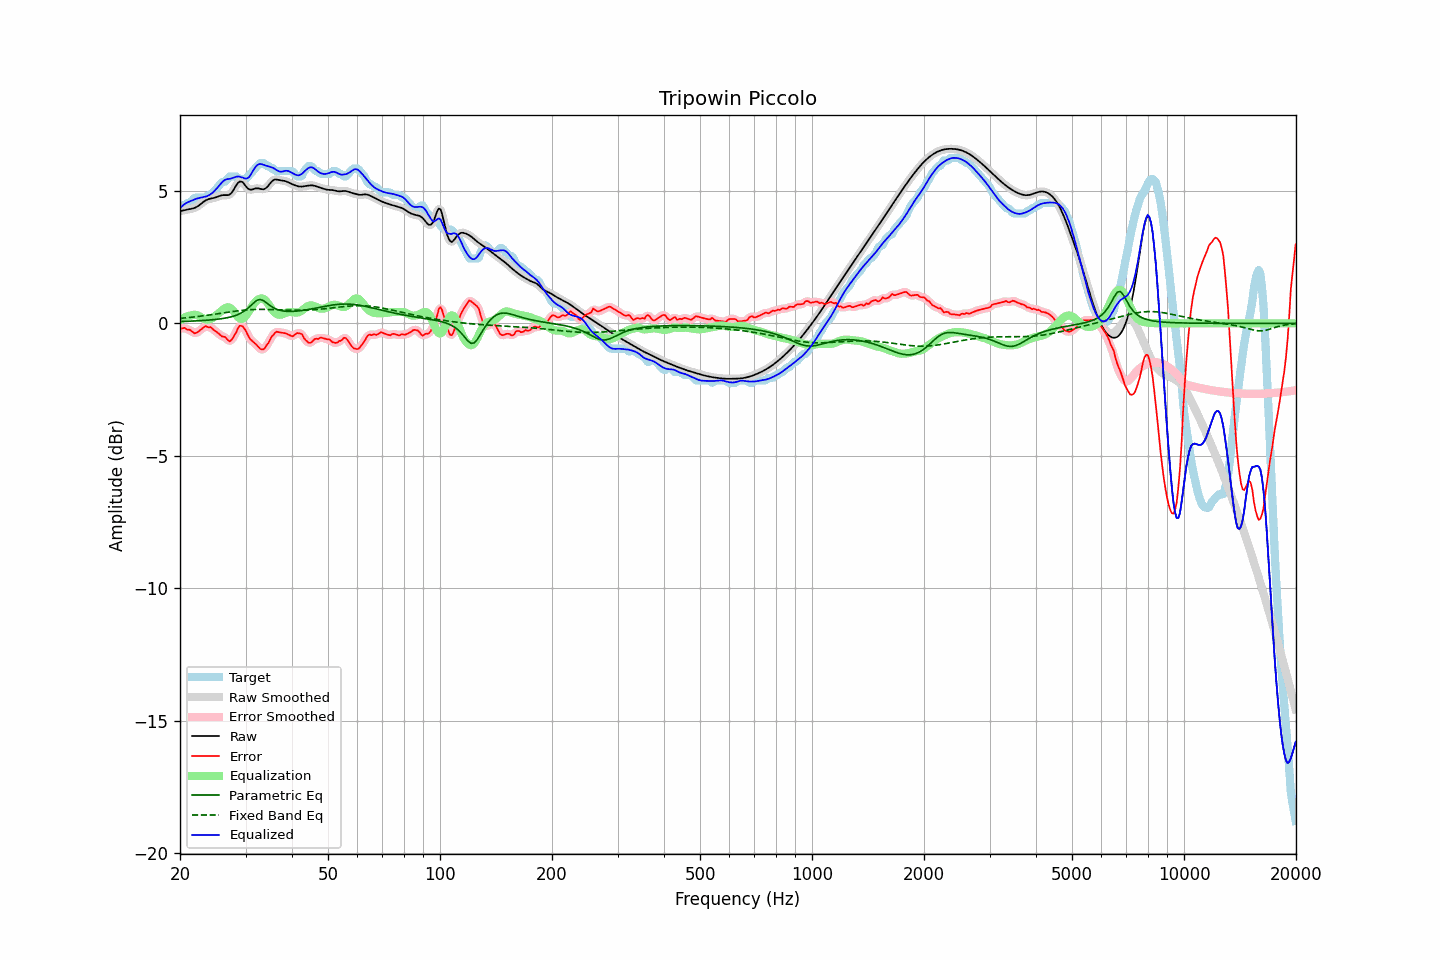 Tripowin Piccolo
Amplitude (dBr)
5
0
−5
−10
−15
−20
Target
Raw Smoothed
Error Smoothed
Raw
Error
Equalization
Parametric Eq
Fixed Band Eq
Equalized
20
50
100
200
500
1000
2000
5000
10000
20000
Frequency (Hz)